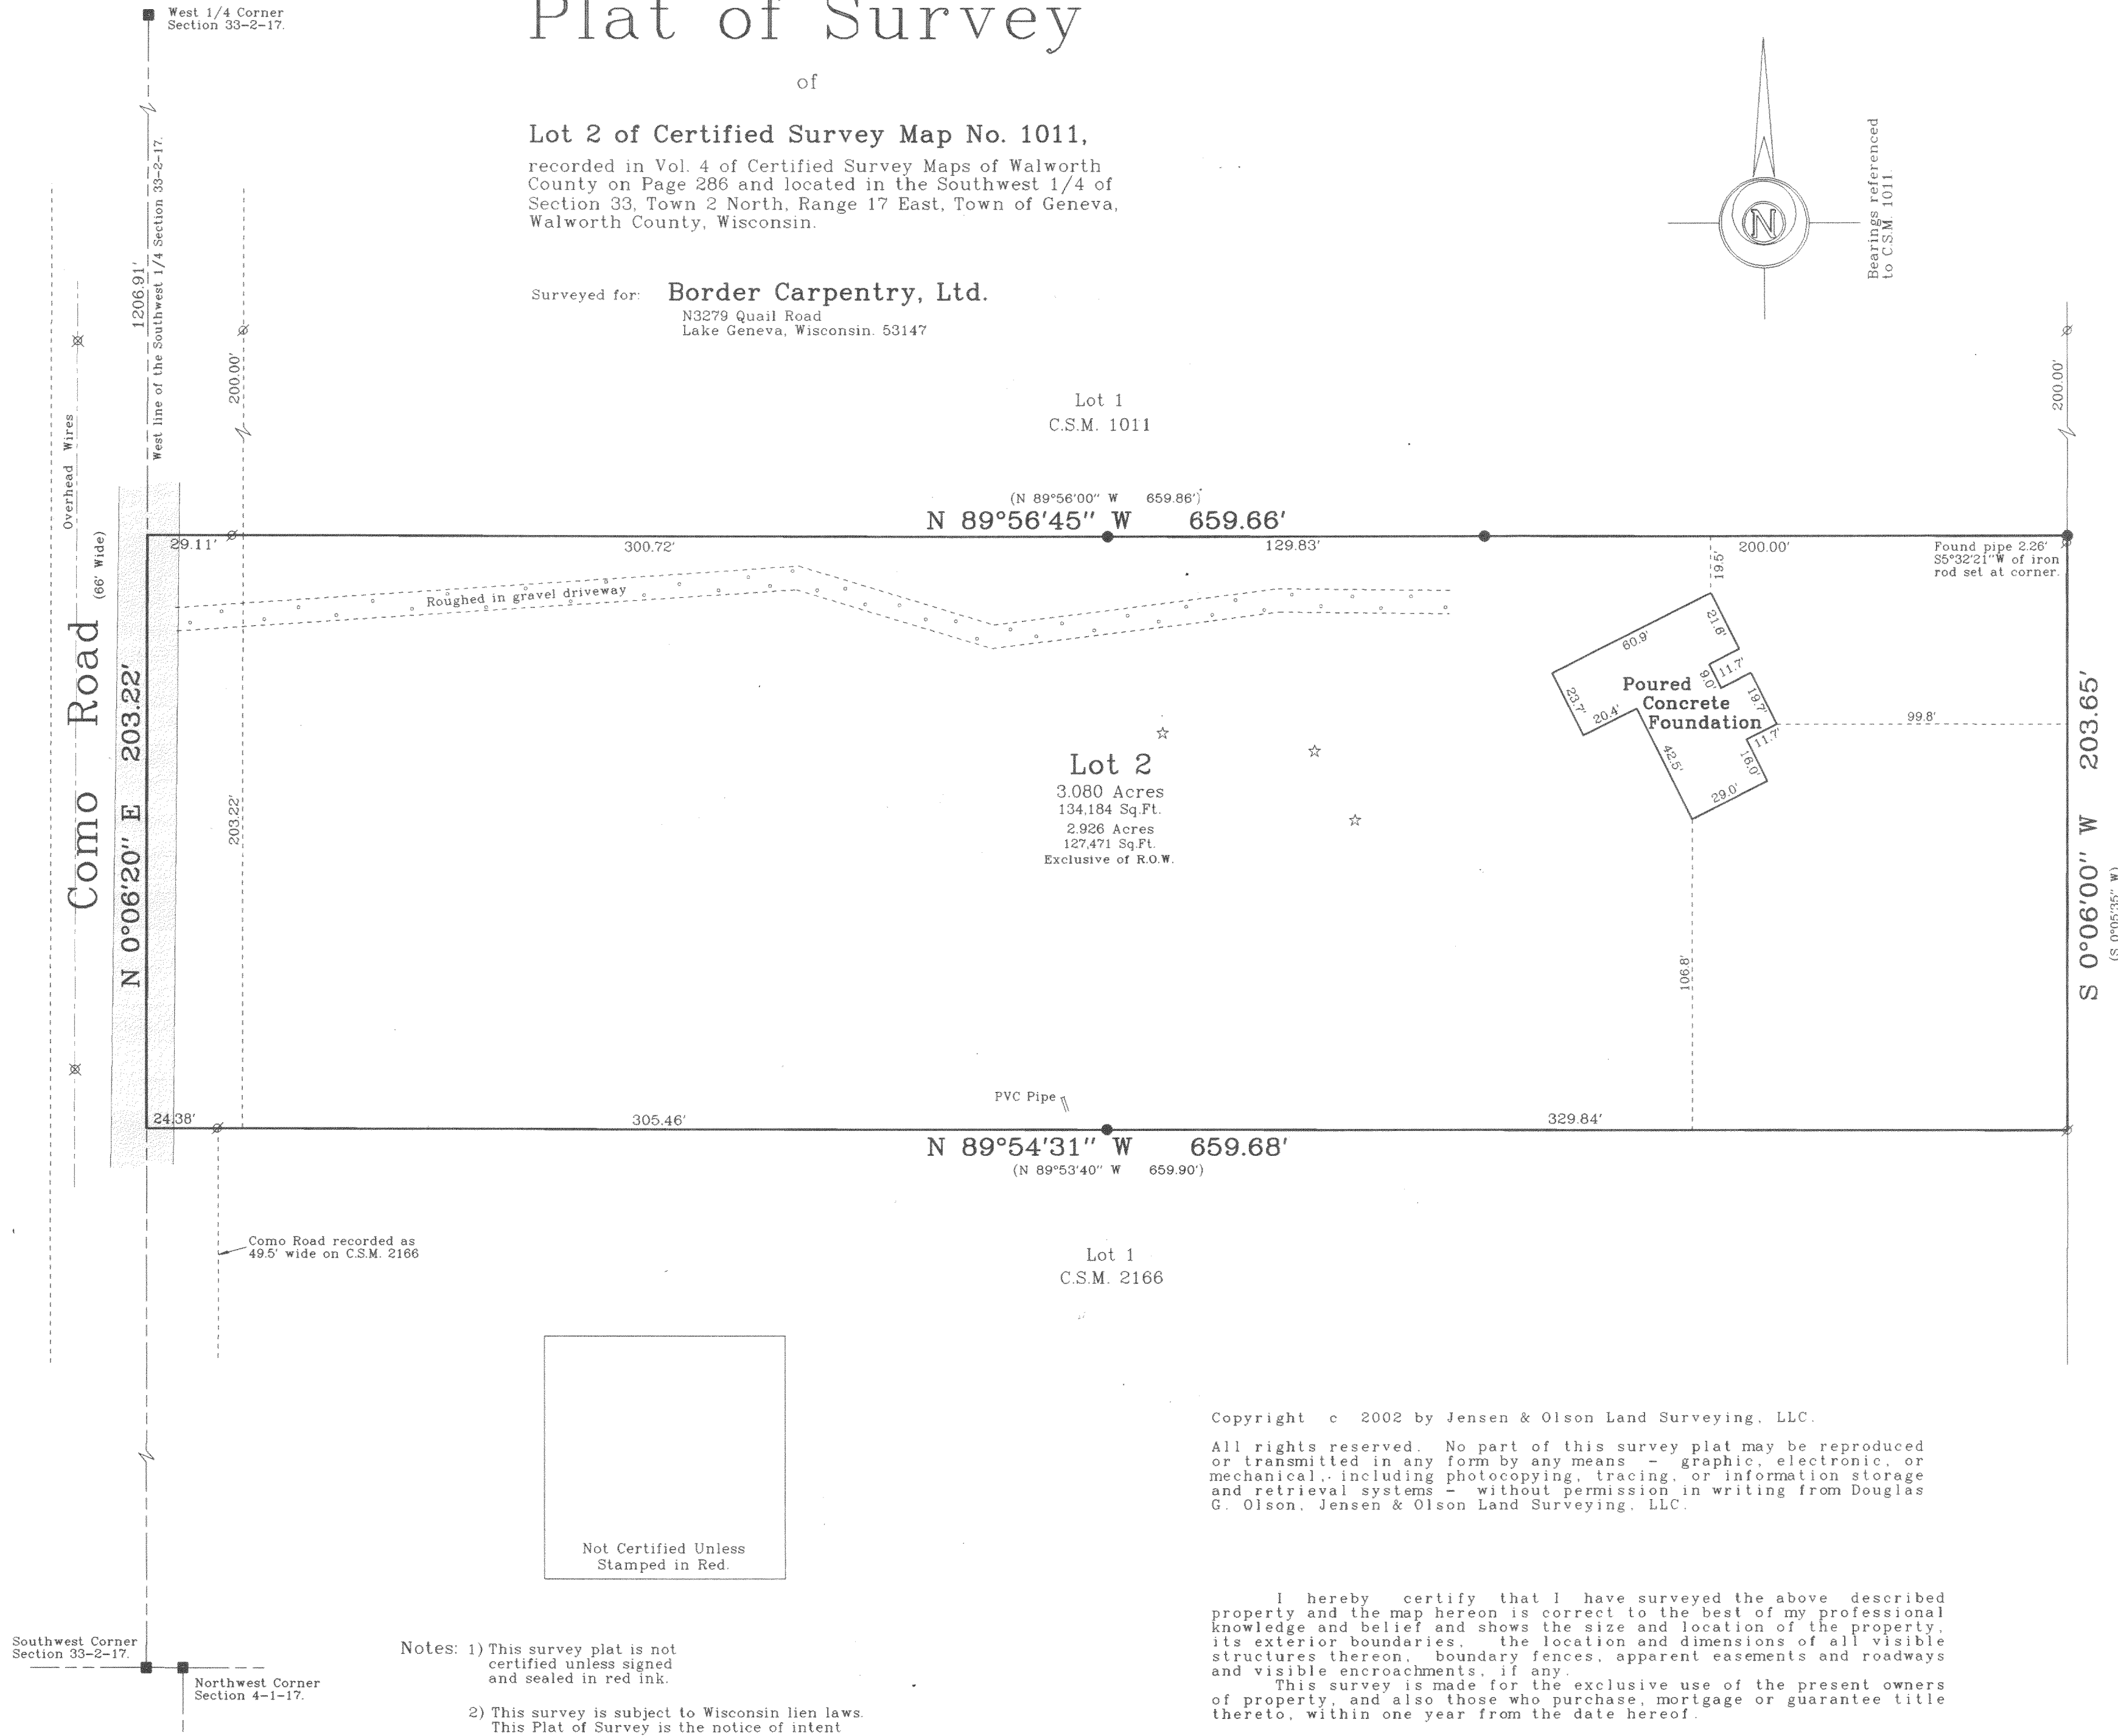 West 1/4 Corner
Section 33-2-17.
Plat of Survey
of
Lot 2 of Certified Survey Map No. 1011,
recorded in Vol. 4 of Certified Survey Maps of Walworth
County on Page 286 and located in the Southwest 1/4 of
Section 33, Town 2 North, Range 17 East, Town of Geneva,
Walworth County, Wisconsin.
Surveyed for: Border Carpentry, Ltd.
N3279 Quail Road
Lake Geneva, Wisconsin. 53147
N
Bearings referenced
to C.S.M. 1011.
1206.91'
West line of the Southwest 1/4 Section 33-2-17.
200.00'
200.00'
Overhead Wires
Lot 1
C.S.M. 1011
(N 89°56'00" W 659.86')
N 89°56'45" W 659.66'
29.11'
300.72'
129.83'
200.00'
Found pipe 2.26'
S5°32'21"W of iron
rod set at corner.
19.5'
Roughed in gravel driveway
Como Road (66' Wide)
N 0°06'20" E 203.22'
203.22'
60.9'
21.6'
11.7'
9.0'
19.7'
23.7'
20.4'
Poured
Concrete
Foundation
11.7'
16.0'
42.5'
29.0'
99.8'
106.8'
Lot 2
3.080 Acres
134,184 Sq.Ft.
2.926 Acres
127,471 Sq.Ft.
Exclusive of R.O.W.
S 0°06'00" W 203.65'
(S 0°05'35" W)
PVC Pipe
24.38'
305.46'
329.84'
N 89°54'31" W 659.68'
(N 89°53'40" W 659.90')
Como Road recorded as
49.5' wide on C.S.M. 2166
Lot 1
C.S.M. 2166
Not Certified Unless
Stamped in Red.
Copyright c 2002 by Jensen & Olson Land Surveying, LLC.
All rights reserved. No part of this survey plat may be reproduced
or transmitted in any form by any means - graphic, electronic, or
mechanical, including photocopying, tracing, or information storage
and retrieval systems - without permission in writing from Douglas
G. Olson, Jensen & Olson Land Surveying, LLC.
I hereby certify that I have surveyed the above described
property and the map hereon is correct to the best of my professional
knowledge and belief and shows the size and location of the property,
its exterior boundaries, the location and dimensions of all visible
structures thereon, boundary fences, apparent easements and roadways
and visible encroachments, if any.
This survey is made for the exclusive use of the present owners
of property, and also those who purchase, mortgage or guarantee title
thereto, within one year from the date hereof.
Southwest Corner
Section 33-2-17.
Northwest Corner
Section 4-1-17.
Notes: 1) This survey plat is not
certified unless signed
and sealed in red ink.
2) This survey is subject to Wisconsin lien laws.
This Plat of Survey is the notice of intent